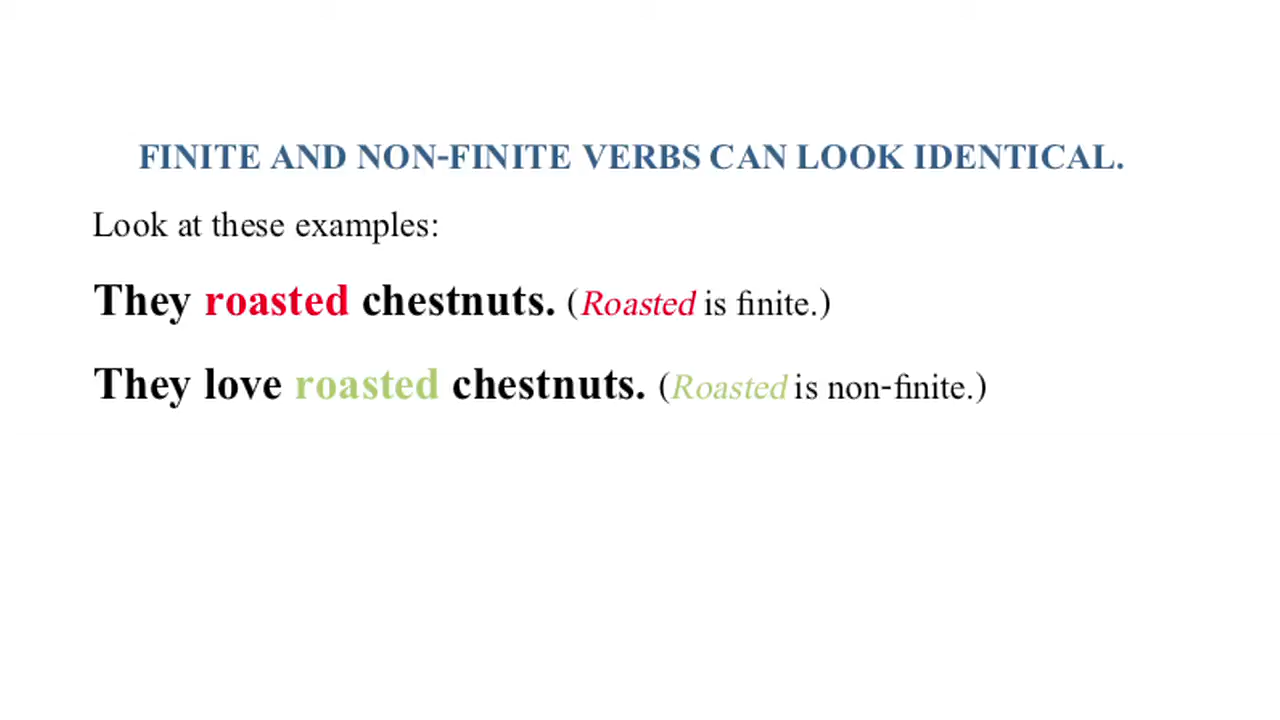 FINITE AND NON-FINITE VERBS CAN LOOK IDENTICAL.
Look at these examples:
They roasted chestnuts. (Roasted is finite.)
They love roasted chestnuts. (Roasted is non-finite.)